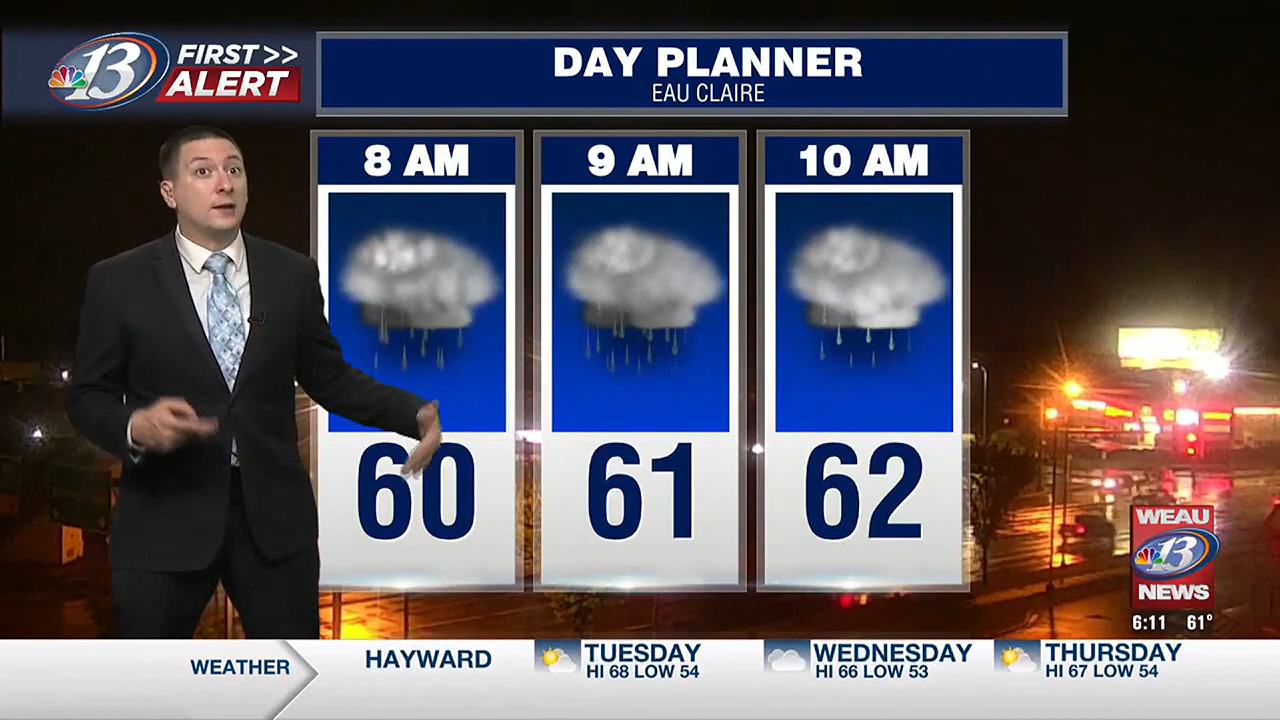 13 FIRST >>
ALERT
DAY PLANNER
EAU CLAIRE
8 AM
9 AM
10 AM
60
61
62
WEAU
13
NEWS
6:11 61°
WEATHER
HAYWARD
TUESDAY
HI 68 LOW 54
WEDNESDAY
HI 66 LOW 53
THURSDAY
HI 67 LOW 54